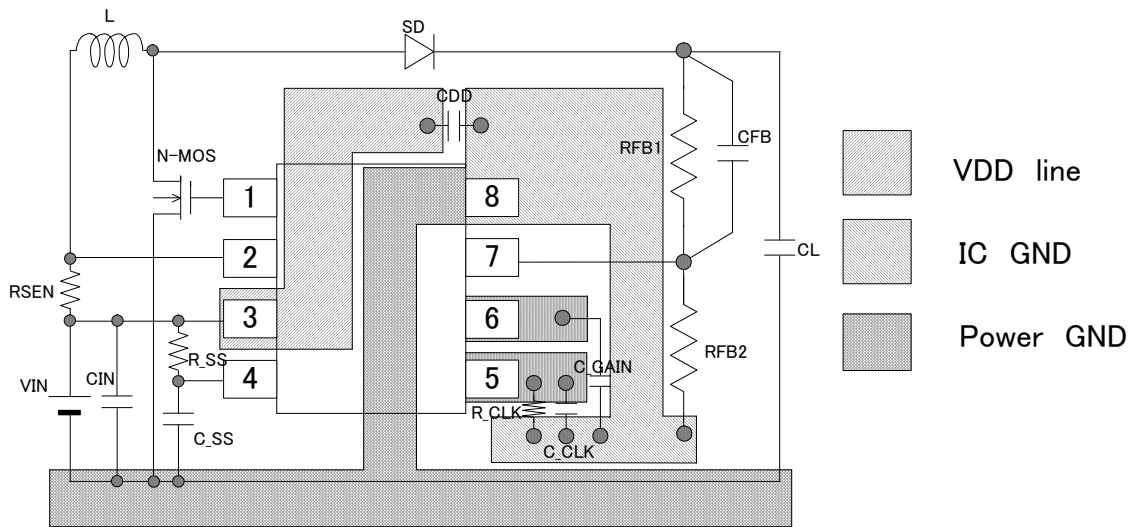 L
SD
CDD
N-MOS
RFB1
CFB
VDD line
1
8
IC GND
2
7
CL
RSEN
3
6
Power GND
R_SS
RFB2
VIN
CIN
4
5
C_GAIN
R_CLK
C_SS
C_CLK